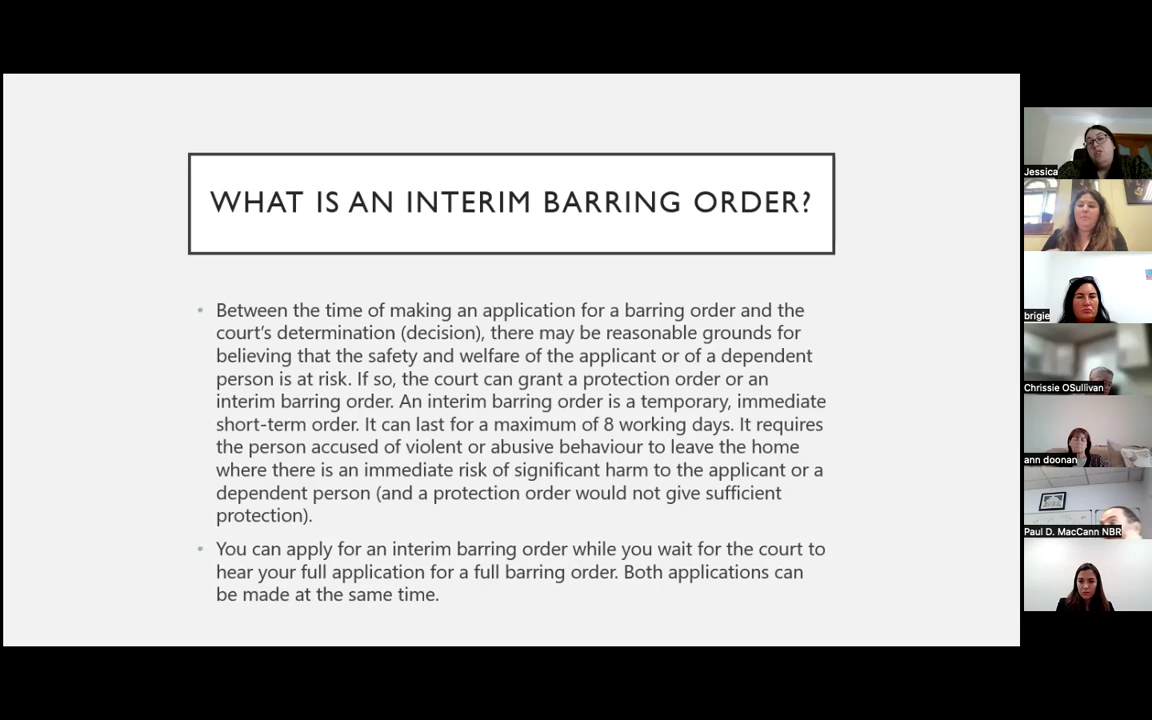 WHAT IS AN INTERIM BARRING ORDER?
• Between the time of making an application for a barring order and the
court's determination (decision), there may be reasonable grounds for
believing that the safety and welfare of the applicant or of a dependent
person is at risk. If so, the court can grant a protection order or an
interim barring order. An interim barring order is a temporary, immediate
short-term order. It can last for a maximum of 8 working days. It requires
the person accused of violent or abusive behaviour to leave the home
where there is an immediate risk of significant harm to the applicant or a
dependent person (and a protection order would not give sufficient
protection).
• You can apply for an interim barring order while you wait for the court to
hear your full application for a full barring order. Both applications can
be made at the same time.
Jessica
brigie
Chrissie OSullivan
ann doonan
Paul D. MacCann NBR